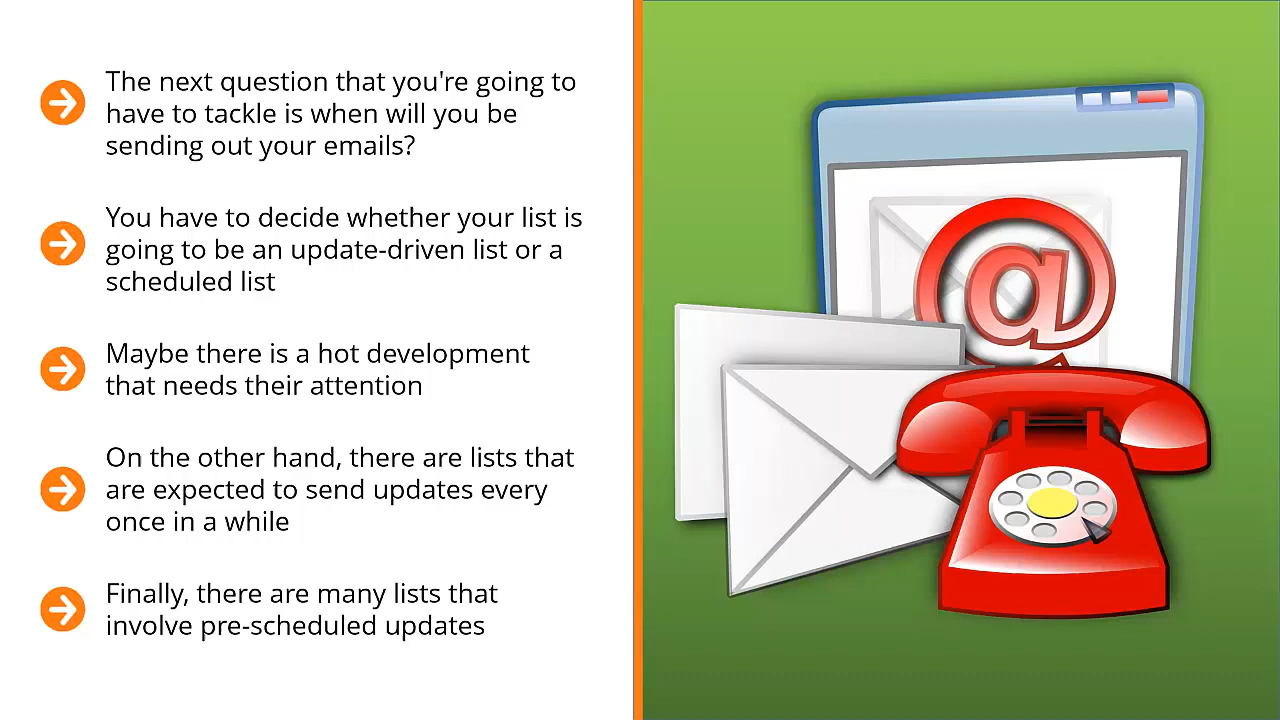 The next question that you're going to
have to tackle is when will you be
sending out your emails?
You have to decide whether your list is
going to be an update-driven list or a
scheduled list
Maybe there is a hot development
that needs their attention
On the other hand, there are lists that
are expected to send updates every
once in a while
Finally, there are many lists that
involve pre-scheduled updates
@